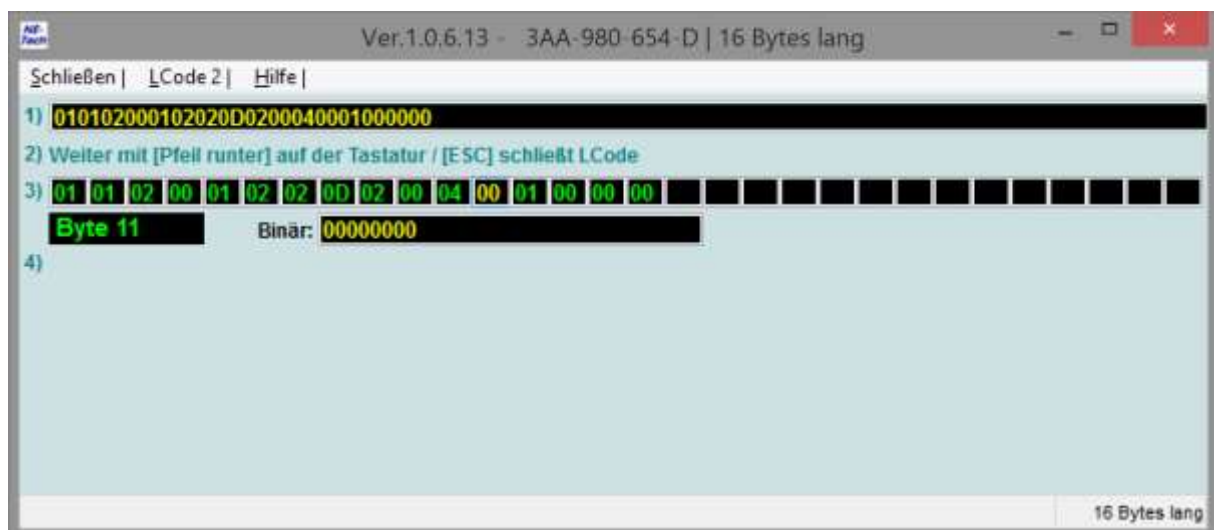 NE-Tech Ver.1.0.6.13 - 3AA-980-654-D | 16 Bytes lang
Schließen | LCode 2 | Hilfe |
1) 010102000102020D0200040001000000
2) Weiter mit [Pfeil runter] auf der Tastatur / [ESC] schließt LCode
3) 01 01 02 00 01 02 02 0D 02 00 04 00 01 00 00 00
Byte 11 Binär: 00000000
4)
16 Bytes lang